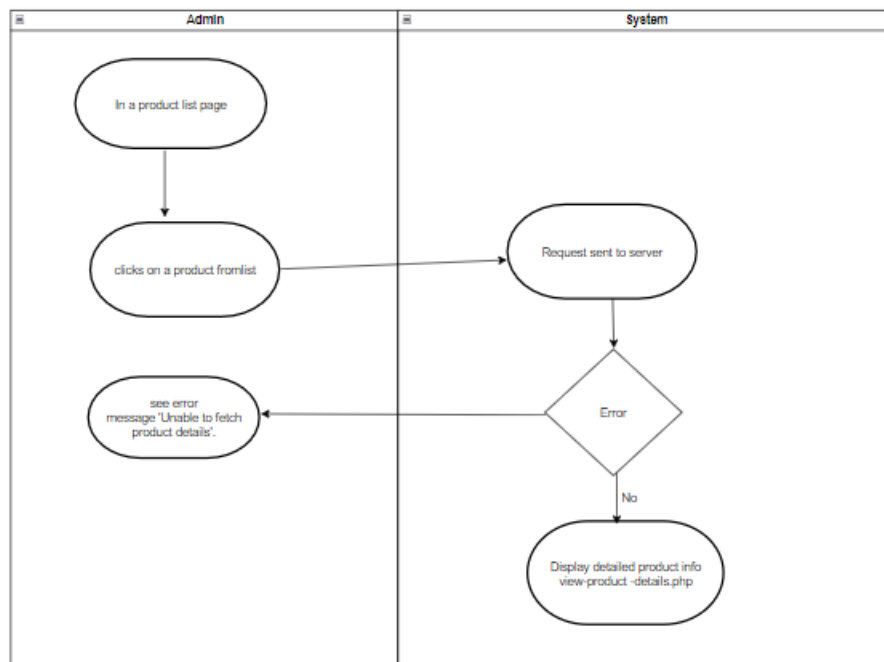 Admin
System
In a product list page
clicks on a product fromlist
Request sent to server
see error
message 'Unable to fetch
product details'.
Error
No
Display detailed product info
view-product -details.php